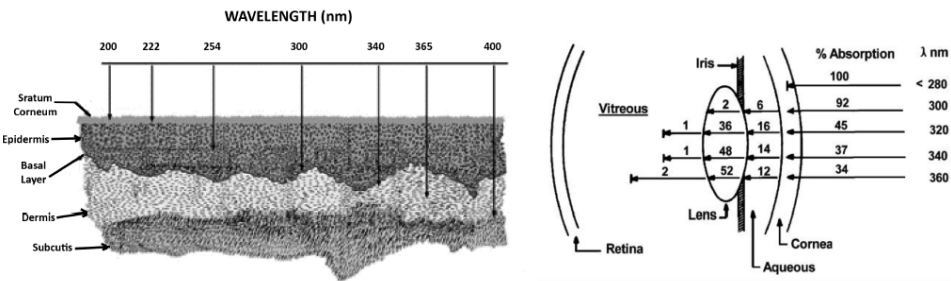 WAVELENGTH (nm)
200 222 254 300 340 365 400
Sratum
Corneum
Epidermis
Basal
Layer
Dermis
Subcutis
% Absorption λ nm
Iris
100 < 280
Vitreous 2 6 92 300
1 36 16 45 320
1 48 14 37 340
2 52 12 34 360
Lens
Retina
Cornea
Aqueous